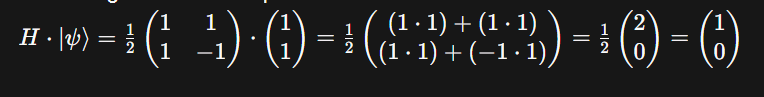 H · |ψ⟩ = 1/2 (1 1; 1 −1) · (1; 1) = 1/2 ((1 · 1) + (1 · 1); (1 · 1) + (−1 · 1)) = 1/2 (2; 0) = (1; 0)